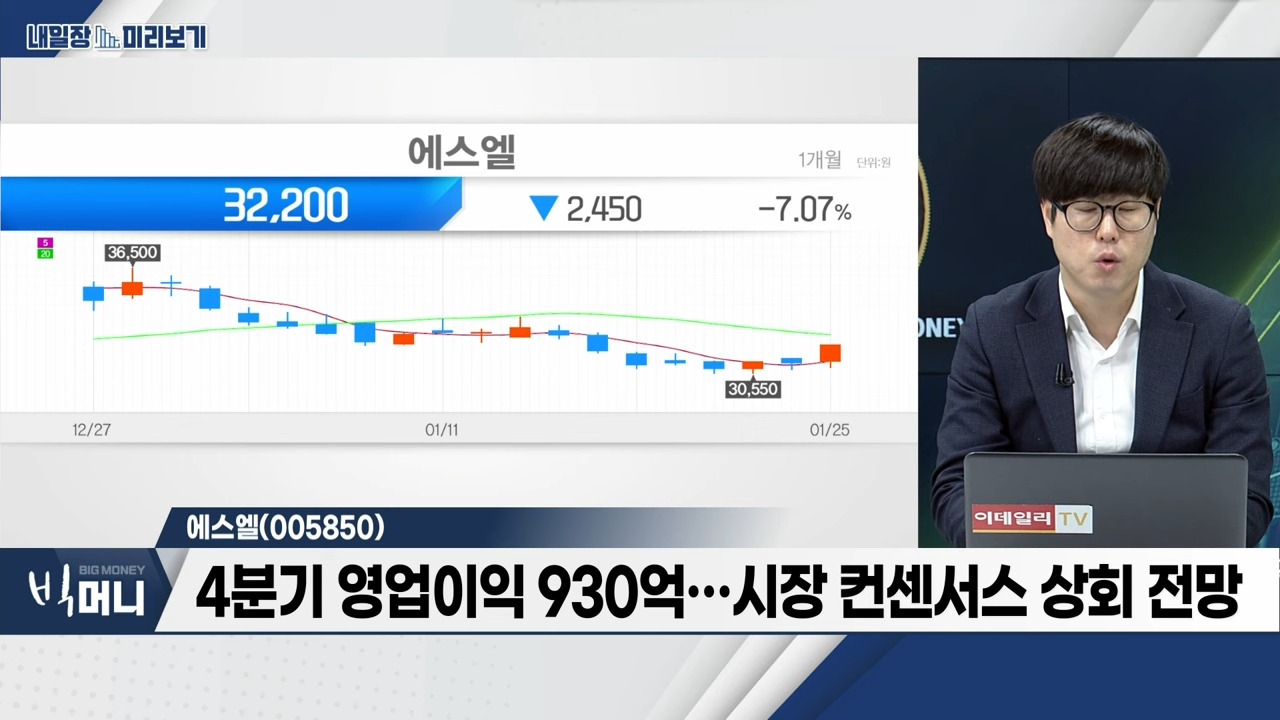 내일장 미리보기
에스엘
1개월 단위:원
32,200 ▼ 2,450 -7.07%
5
20
36,500
30,550
12/27 01/11 01/25
ONEY
이데일리 TV
에스엘(005850)
BIG MONEY
빅머니
4분기 영업이익 930억…시장 컨센서스 상회 전망